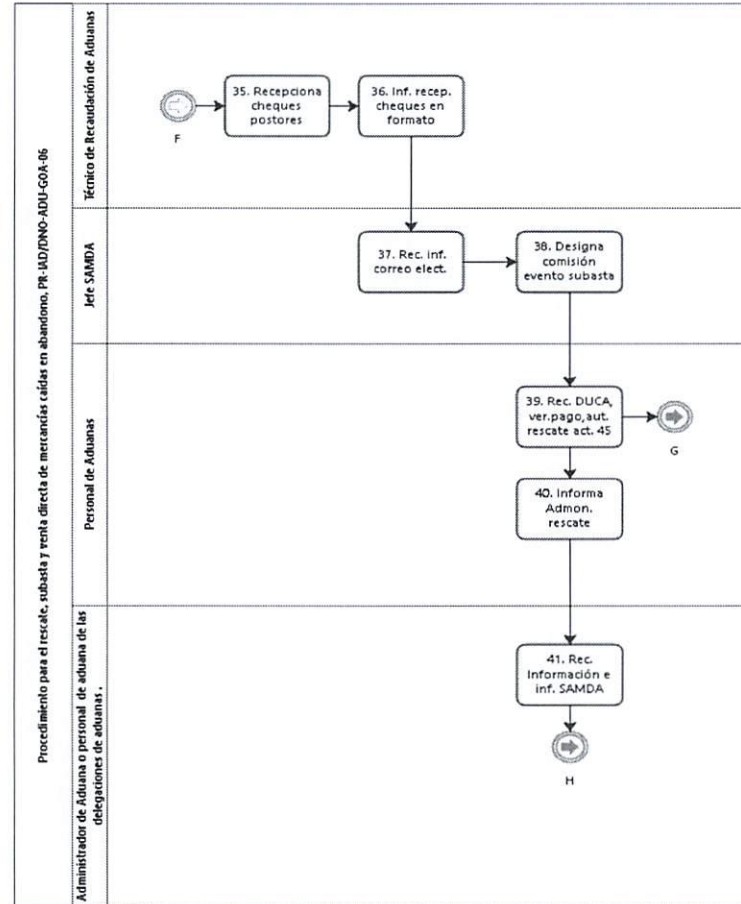 Procedimiento para el rescate, subasta y venta directa de mercancías caídas en abandono, PR-IAD/DNO-ADU-GOA-06
Técnico de Recaudación de Aduanas
F
35. Recepciona
cheques
postores
36. Inf. recep.
cheques en
formato
Jefe SAMDA
37. Rec. inf.
correo elect.
38. Designa
comisión
evento subasta
Personal de Aduanas
39. Rec. DUCA,
ver.pago,aut.
rescate act. 45
G
40. Informa
Admon.
rescate
Administrador de Aduana o personal de aduana de las
delegaciones de aduanas .
41. Rec.
Información e
inf. SAMDA
H